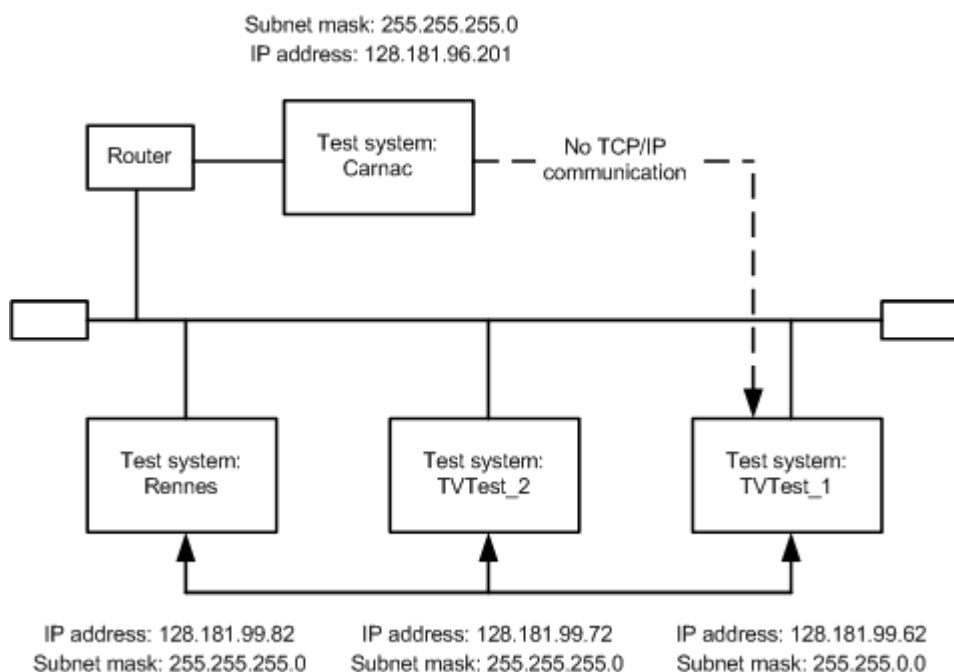 Subnet mask: 255.255.255.0
IP address: 128.181.96.201
Router
Test system:
Carnac
No TCP/IP
communication
Test system:
Rennes
Test system:
TVTest_2
Test system:
TVTest_1
IP address: 128.181.99.82
Subnet mask: 255.255.255.0
IP address: 128.181.99.72
Subnet mask: 255.255.255.0
IP address: 128.181.99.62
Subnet mask: 255.255.0.0